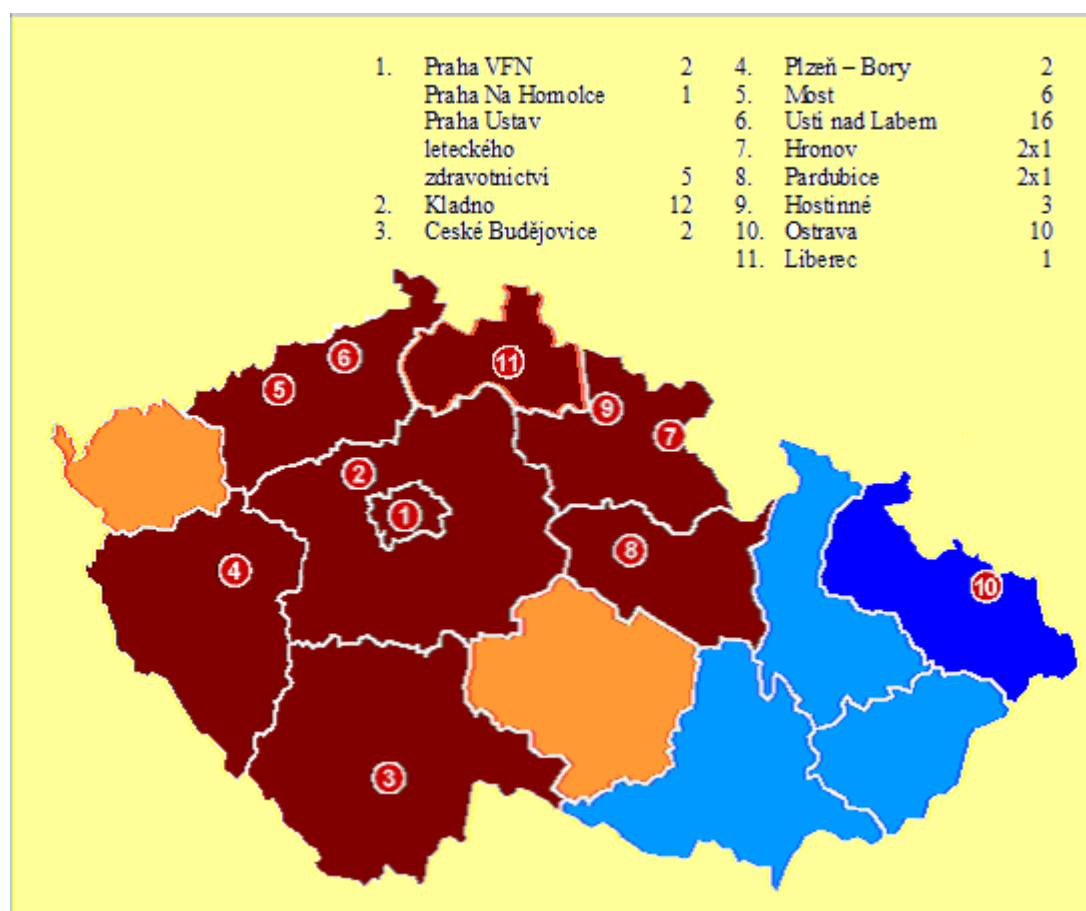 1. Praha VFN 2
Praha Na Homolce 1
Praha Ustav
leteckého
zdravotnictvi 5
2. Kladno 12
3. Ceské Budějovice 2
4. Plzeň – Bory 2
5. Most 6
6. Usti nad Labem 16
7. Hronov 2x1
8. Pardubice 2x1
9. Hostinné 3
10. Ostrava 10
11. Liberec 1
6
11
5
9
7
2
1
8
4
10
3